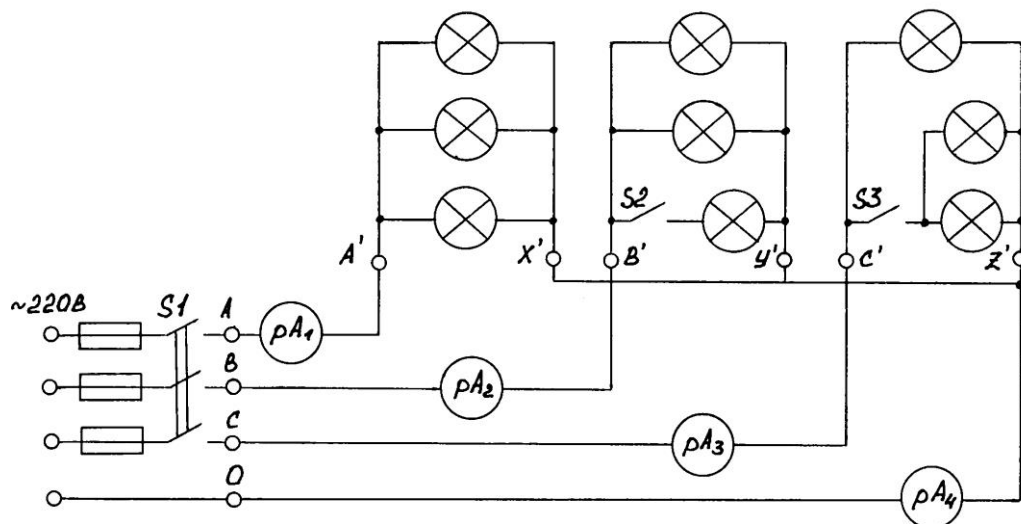 S2
S3
A'
X'
B'
У'
C'
Z'
~220В
S1
A
pA₁
B
pA₂
C
pA₃
O
pA₄